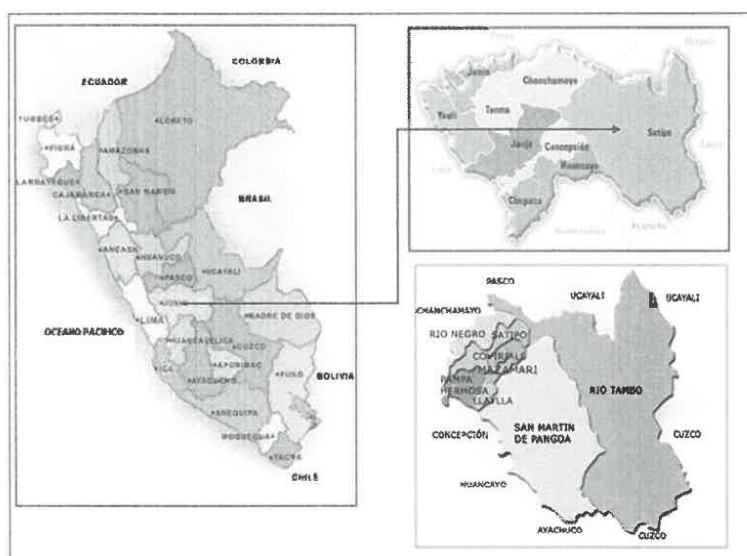 COLOMBIA
ECUADOR
TUMBES
LORETO
PIURA
AMAZONAS
LAMBAYEQUE
CAJAMARCA
SAN MARTIN
LA LIBERTAD
BRASIL
ANCASH
HUANUCO
PASCO
UCAYALI
JUNIN
OCEANO PACIFICO
LIMA
MADRE DE DIOS
HUANCAVELICA
CUZCO
ICA
APURIMAC
AYACUCHO
PUNO
BOLIVIA
AREQUIPA
MOQUEGUA
TACNA
CHILE
Junín
Chanchamayo
Yauli
Tarma
Satipo
Jauja
Concepción
Huancayo
Chupaca
Ayacucho
PASCO
UCAYALI
UCAYALI
CHANCHAMAYO
RIO NEGRO
SATIPO
COVIRIALI
MAZAMARI
PAMPA
HERMOSA
LLAYLLA
RIO TAMBO
CONCEPCIÓN
SAN MARTIN
DE PANGOA
CUZCO
HUANCAYO
AYACUCHO
CUZCO